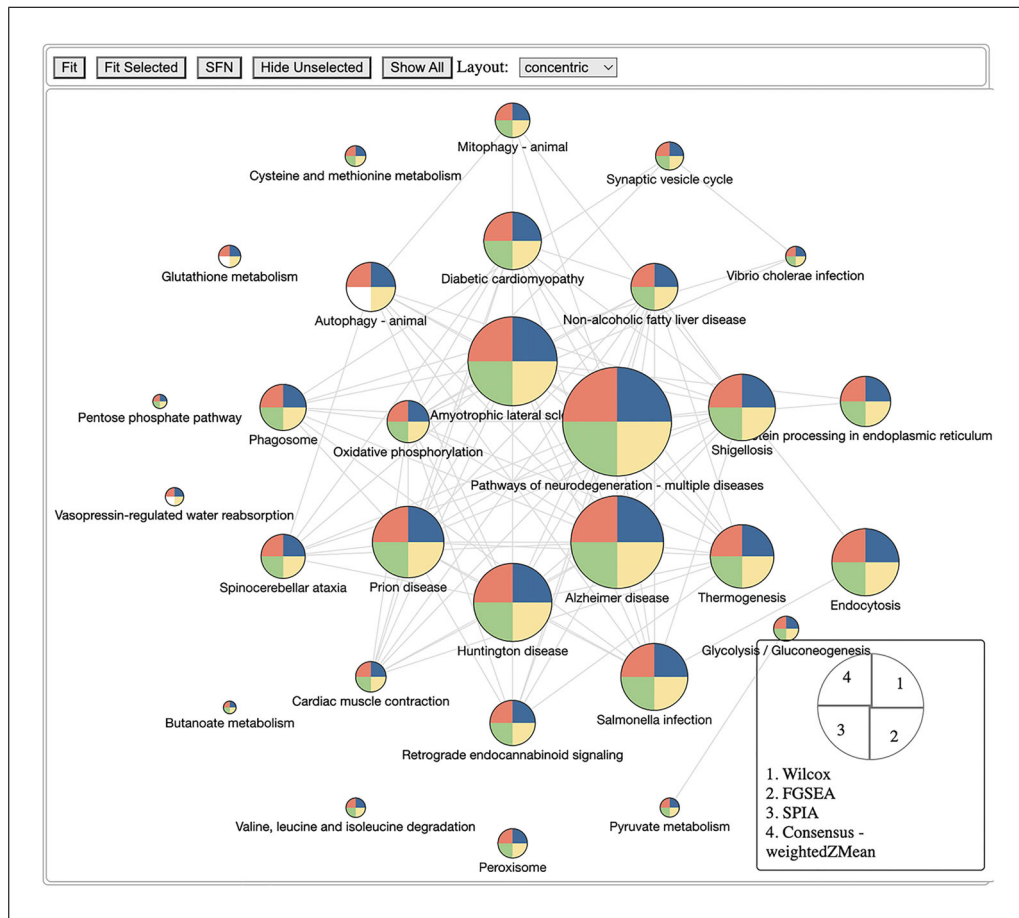 Fit Fit Selected SFN Hide Unselected Show All Layout: concentric
Mitophagy - animal
Cysteine and methionine metabolism
Synaptic vesicle cycle
Glutathione metabolism
Diabetic cardiomyopathy
Vibrio cholerae infection
Autophagy - animal
Non-alcoholic fatty liver disease
Pentose phosphate pathway
Phagosome
Amyotrophic lateral
Oxidative phosphorylation
Shigellosis
processing in endoplasmic reticulum
Pathways of neurodegeneration - multiple diseases
Vasopressin-regulated water reabsorption
Spinocerebellar ataxia
Prion disease
Alzheimer disease
Thermogenesis
Endocytosis
Huntington disease
Glycolysis / Gluconeogenesis
Cardiac muscle contraction
Butanoate metabolism
Salmonella infection
Retrograde endocannabinoid signaling
Valine, leucine and isoleucine degradation
Pyruvate metabolism
Peroxisome
4 1
3 2
1. Wilcox
2. FGSEA
3. SPIA
4. Consensus -
weightedZMean